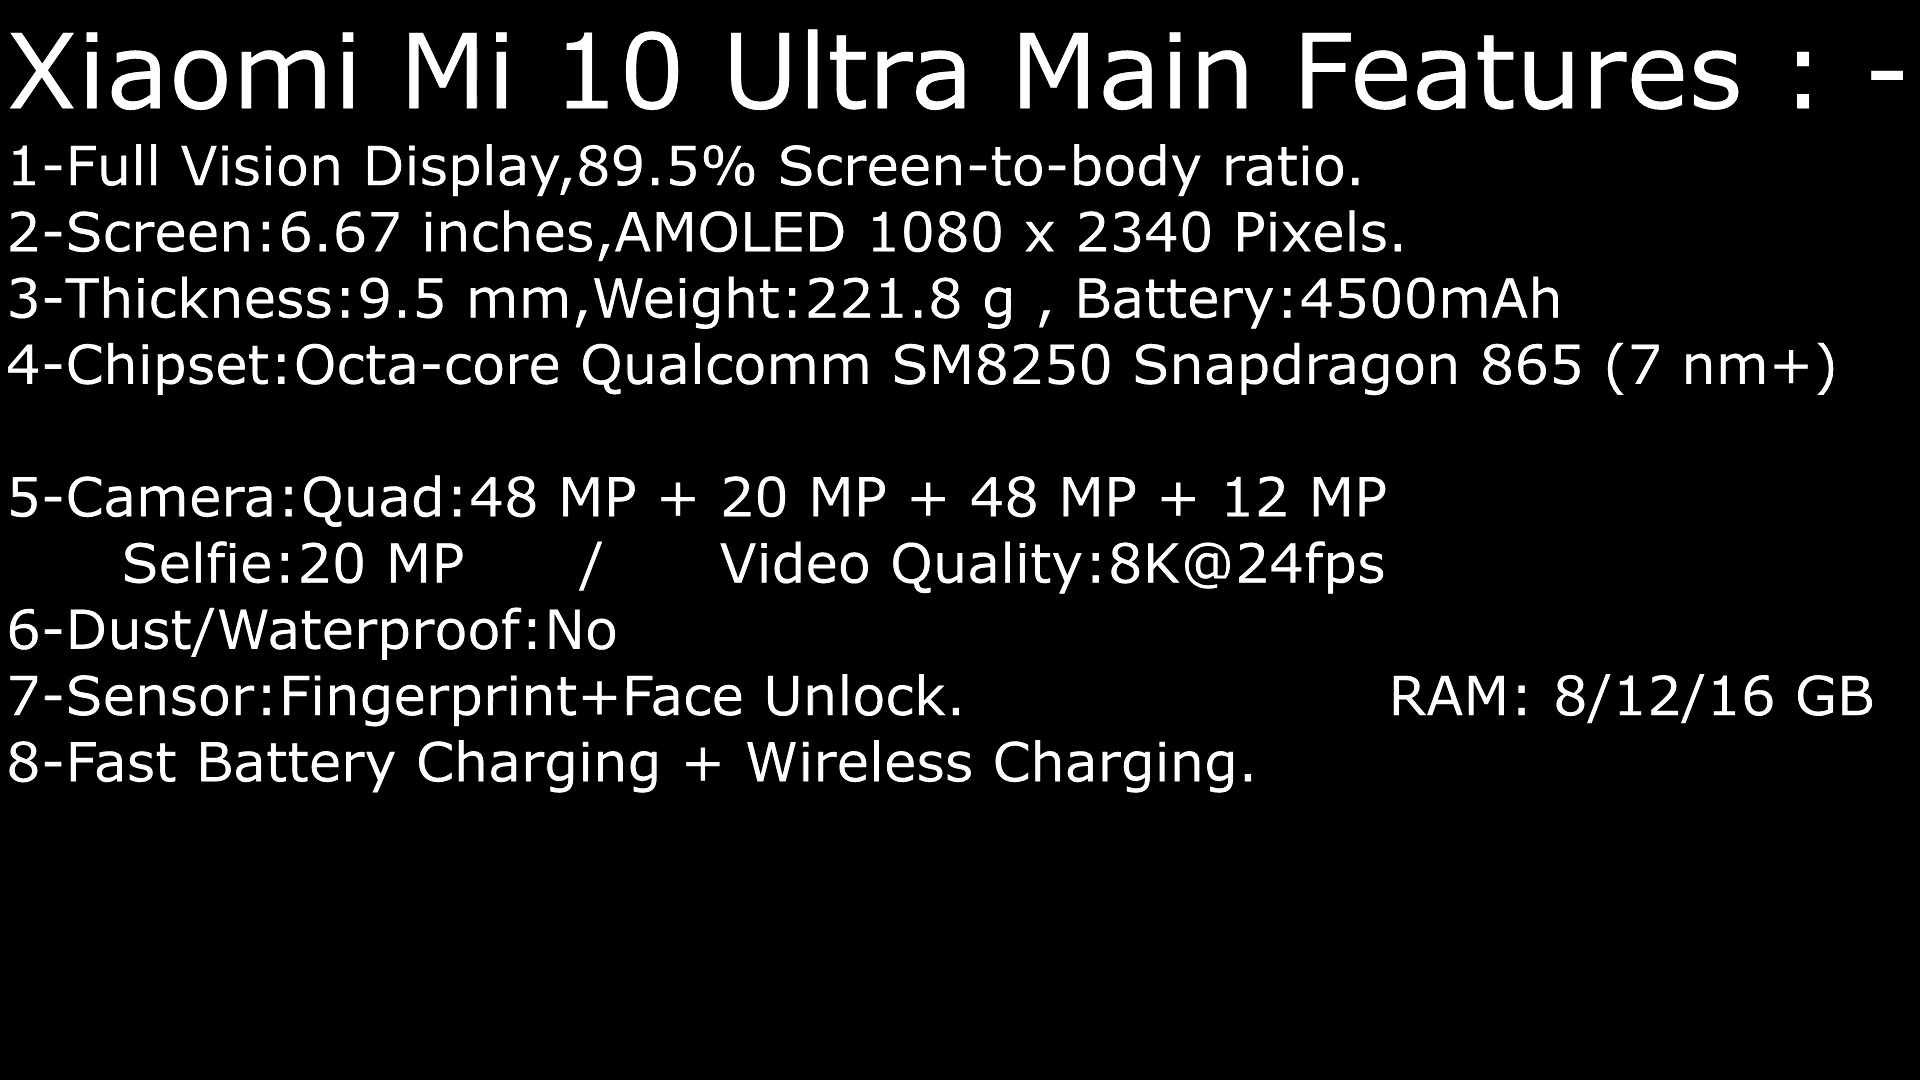 Xiaomi Mi 10 Ultra Main Features : -
1-Full Vision Display,89.5% Screen-to-body ratio.
2-Screen:6.67 inches,AMOLED 1080 x 2340 Pixels.
3-Thickness:9.5 mm,Weight:221.8 g , Battery:4500mAh
4-Chipset:Octa-core Qualcomm SM8250 Snapdragon 865 (7 nm+)
5-Camera:Quad:48 MP + 20 MP + 48 MP + 12 MP
Selfie:20 MP / Video Quality:8K@24fps
6-Dust/Waterproof:No
7-Sensor:Fingerprint+Face Unlock. RAM: 8/12/16 GB
8-Fast Battery Charging + Wireless Charging.